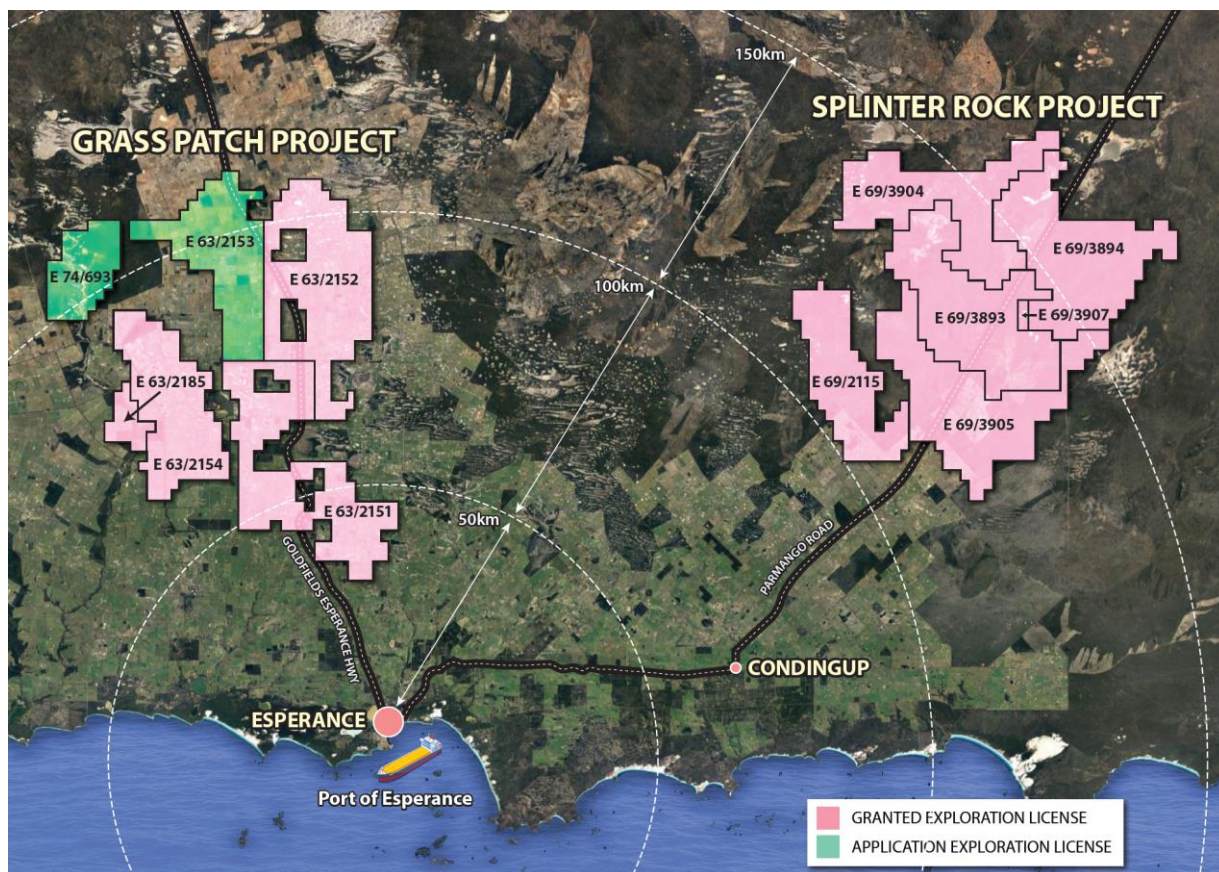 150km
SPLINTER ROCK PROJECT
GRASS PATCH PROJECT
E 69/3904
E 63/2153
E 69/3894
E 74/693
E 63/2152
100km
E 69/3893
E 69/3907
E 63/2185
E 69/2115
E 69/3905
E 63/2154
E 63/2151
50km
GOLDFIELDS ESPERANCE HWY
PARMANGO ROAD
CONDINGUP
ESPERANCE
Port of Esperance
GRANTED EXPLORATION LICENSE
APPLICATION EXPLORATION LICENSE